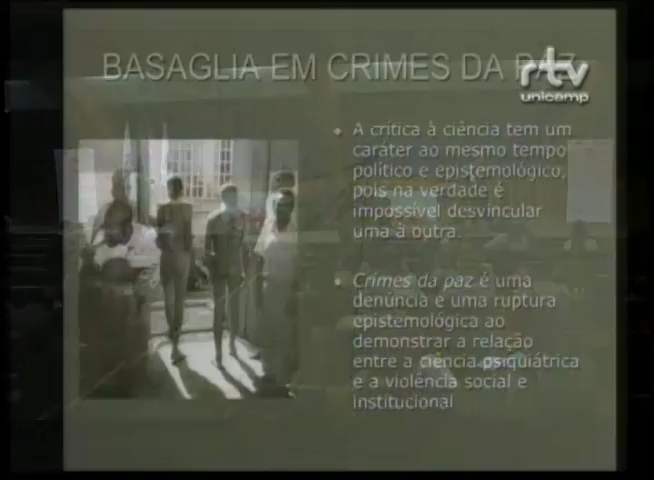 BASAGLIA EM CRIMES DA PAZ
rtv
unicamp
• A crítica à ciência tem um
caráter ao mesmo tempo
político e epistemológico,
pois na verdade é
impossível desvincular
uma à outra.
• Crimes da paz é uma
denúncia e uma ruptura
epistemológica ao
demonstrar a relação
entre a ciência psiquiátrica
e a violência social e
institucional